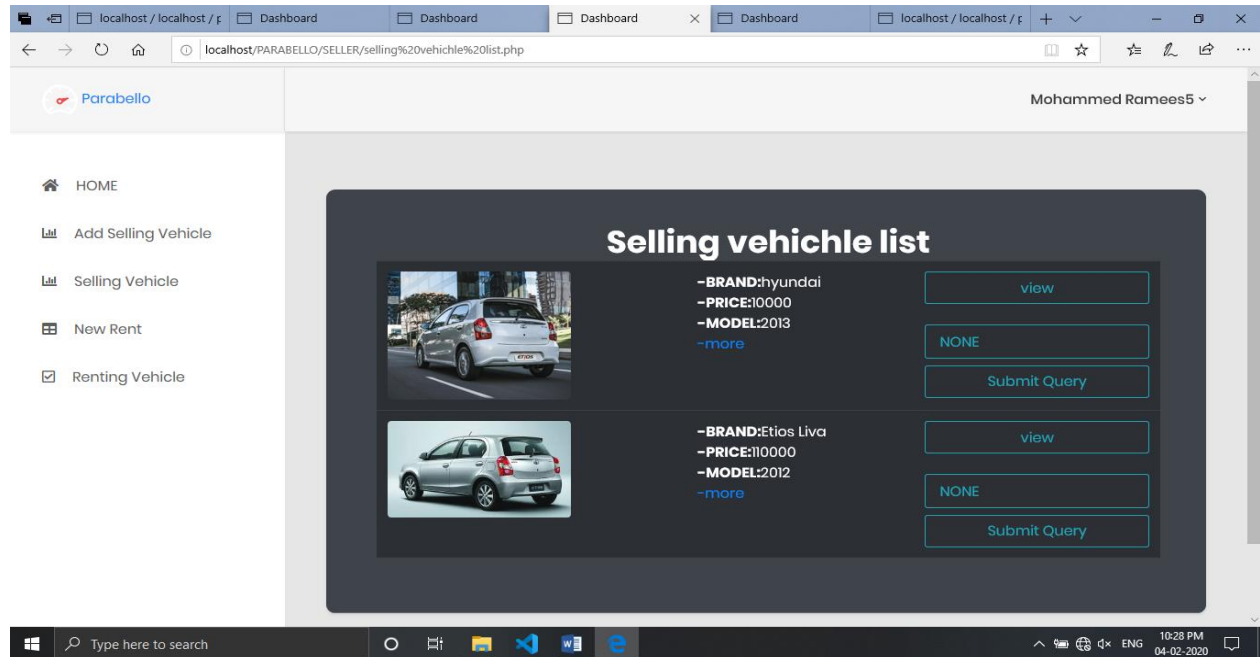 localhost / localhost / p
Dashboard
Dashboard
Dashboard
Dashboard
localhost / localhost / p
localhost/PARABELLO/SELLER/selling%20vehichle%20list.php
Parabello
Mohammed Ramees5
HOME
Add Selling Vehicle
Selling Vehicle
New Rent
Renting Vehicle
Selling vehichle list
-BRAND:hyundai
-PRICE:10000
-MODEL:2013
-more
view
NONE
Submit Query
ETIOS
-BRAND:Etios Liva
-PRICE:110000
-MODEL:2012
-more
view
NONE
Submit Query
Type here to search
ENG
10:28 PM
04-02-2020